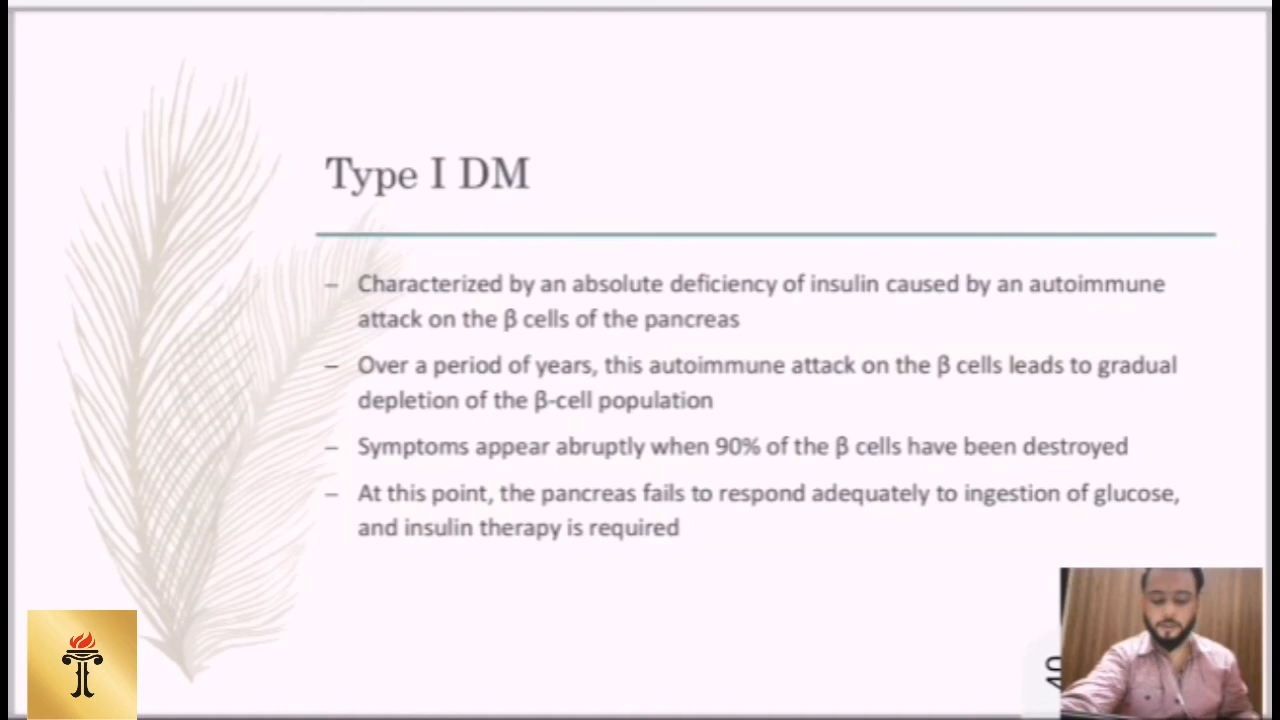 Type I DM
– Characterized by an absolute deficiency of insulin caused by an autoimmune
attack on the β cells of the pancreas
– Over a period of years, this autoimmune attack on the β cells leads to gradual
depletion of the β-cell population
– Symptoms appear abruptly when 90% of the β cells have been destroyed
– At this point, the pancreas fails to respond adequately to ingestion of glucose,
and insulin therapy is required